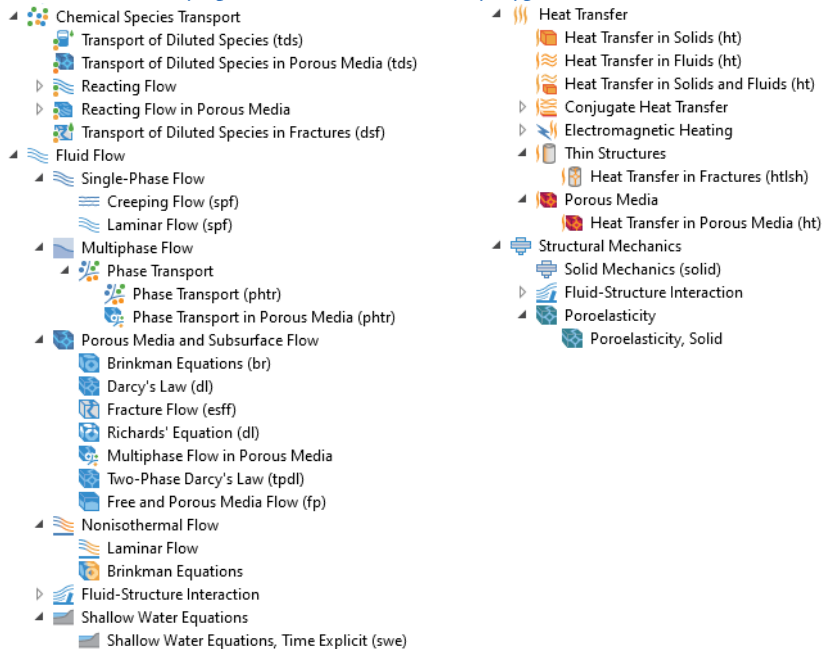 Chemical Species Transport
Transport of Diluted Species (tds)
Transport of Diluted Species in Porous Media (tds)
Reacting Flow
Reacting Flow in Porous Media
Transport of Diluted Species in Fractures (dsf)
Fluid Flow
Single-Phase Flow
Creeping Flow (spf)
Laminar Flow (spf)
Multiphase Flow
Phase Transport
Phase Transport (phtr)
Phase Transport in Porous Media (phtr)
Porous Media and Subsurface Flow
Brinkman Equations (br)
Darcy's Law (dl)
Fracture Flow (esff)
Richards' Equation (dl)
Multiphase Flow in Porous Media
Two-Phase Darcy's Law (tpdl)
Free and Porous Media Flow (fp)
Nonisothermal Flow
Laminar Flow
Brinkman Equations
Fluid-Structure Interaction
Shallow Water Equations
Shallow Water Equations, Time Explicit (swe)
Heat Transfer
Heat Transfer in Solids (ht)
Heat Transfer in Fluids (ht)
Heat Transfer in Solids and Fluids (ht)
Conjugate Heat Transfer
Electromagnetic Heating
Thin Structures
Heat Transfer in Fractures (htlsh)
Porous Media
Heat Transfer in Porous Media (ht)
Structural Mechanics
Solid Mechanics (solid)
Fluid-Structure Interaction
Poroelasticity
Poroelasticity, Solid